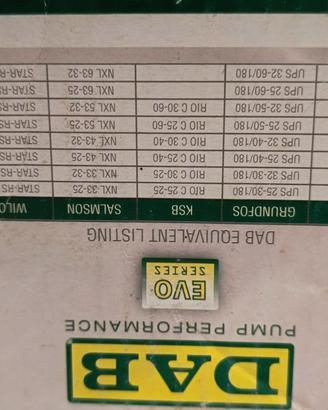 DAB
PUMP PERFORMANCE
EVO
SERIES
DAB EQUIVALENT LISTING
GRUNDFOS KSB SALMSON WILO
UPS 25-30/180 RIO C 25-25 NXL 33-25 STAR-RS
UPS 32-30/180 RIO C 30-25 NXL 33-32 STAR-RS
UPS 25-40/180 RIO C 25-40 NXL 43-25 STAR-RS
UPS 32-40/180 RIO C 30-40 NXL 43-32 STAR-RS
UPS 25-50/180 RIO C 25-60 NXL 53-25 STAR-RS
UPS 32-50/180 RIO C 30-60 NXL 53-32 STAR-RS
UPS 25-60/180 NXL 63-25 STAR-RS
UPS 32-60/180 NXL 63-32 STAR-RS